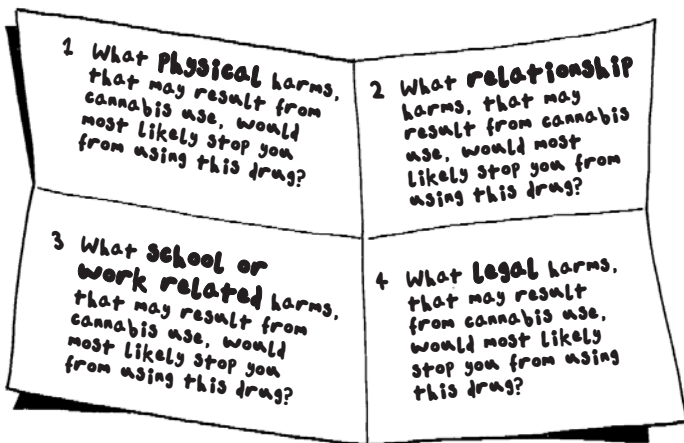 1 What physical harms,
that may result from
cannabis use, would
most likely stop you
from using this drug?
2 What relationship
harms, that may
result from cannabis
use, would most
likely stop you from
using this drug?
3 What school or
work related harms,
that may result from
cannabis use, would
most likely stop you
from using this drug?
4 What legal harms,
that may result
from cannabis use,
would most likely
stop you from using
this drug?